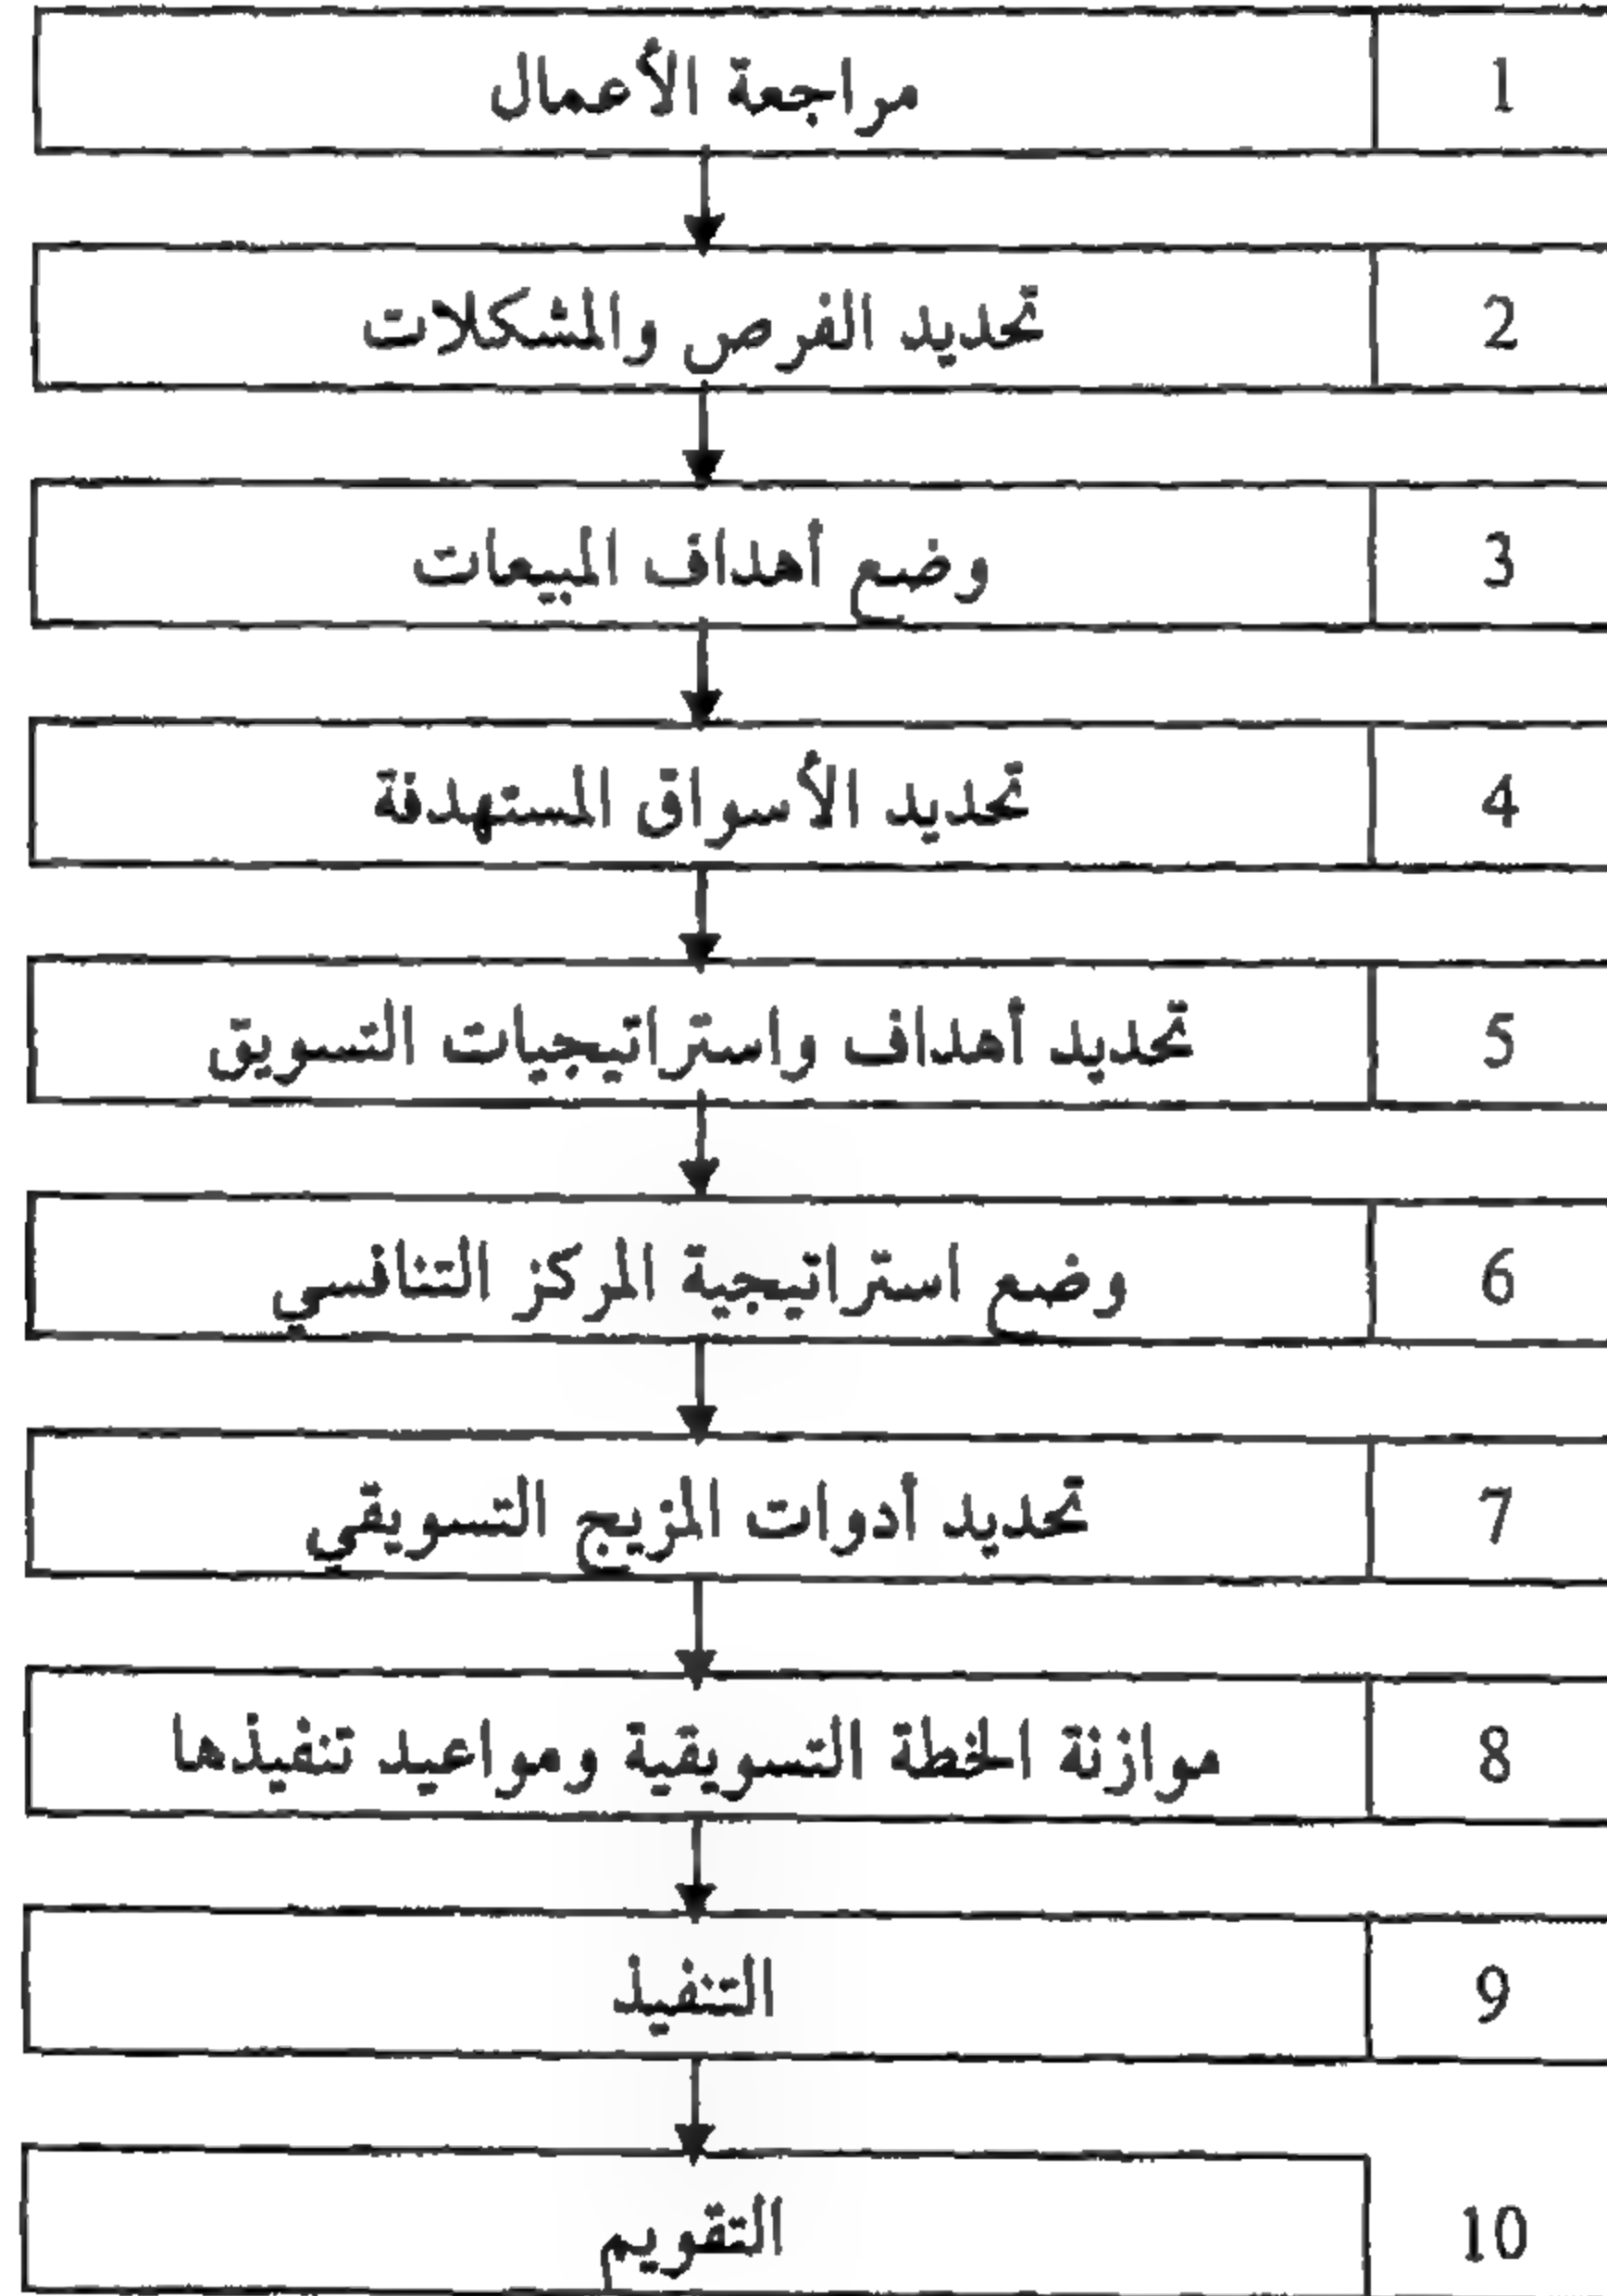 1 مراجعة الأعمال
2 تحديد الفرص والمشكلات
3 وضع أهداف المبيعات
4 تحديد الأسواق المستهدفة
5 تحديد أهداف واستراتيجيات التسويق
6 وضع استراتيجية المركز التنافسي
7 تحديد أدوات المزيج التسويقي
8 موازنة الخطة التسويقية ومواعيد تنفيذها
9 التنفيذ
10 التقويم